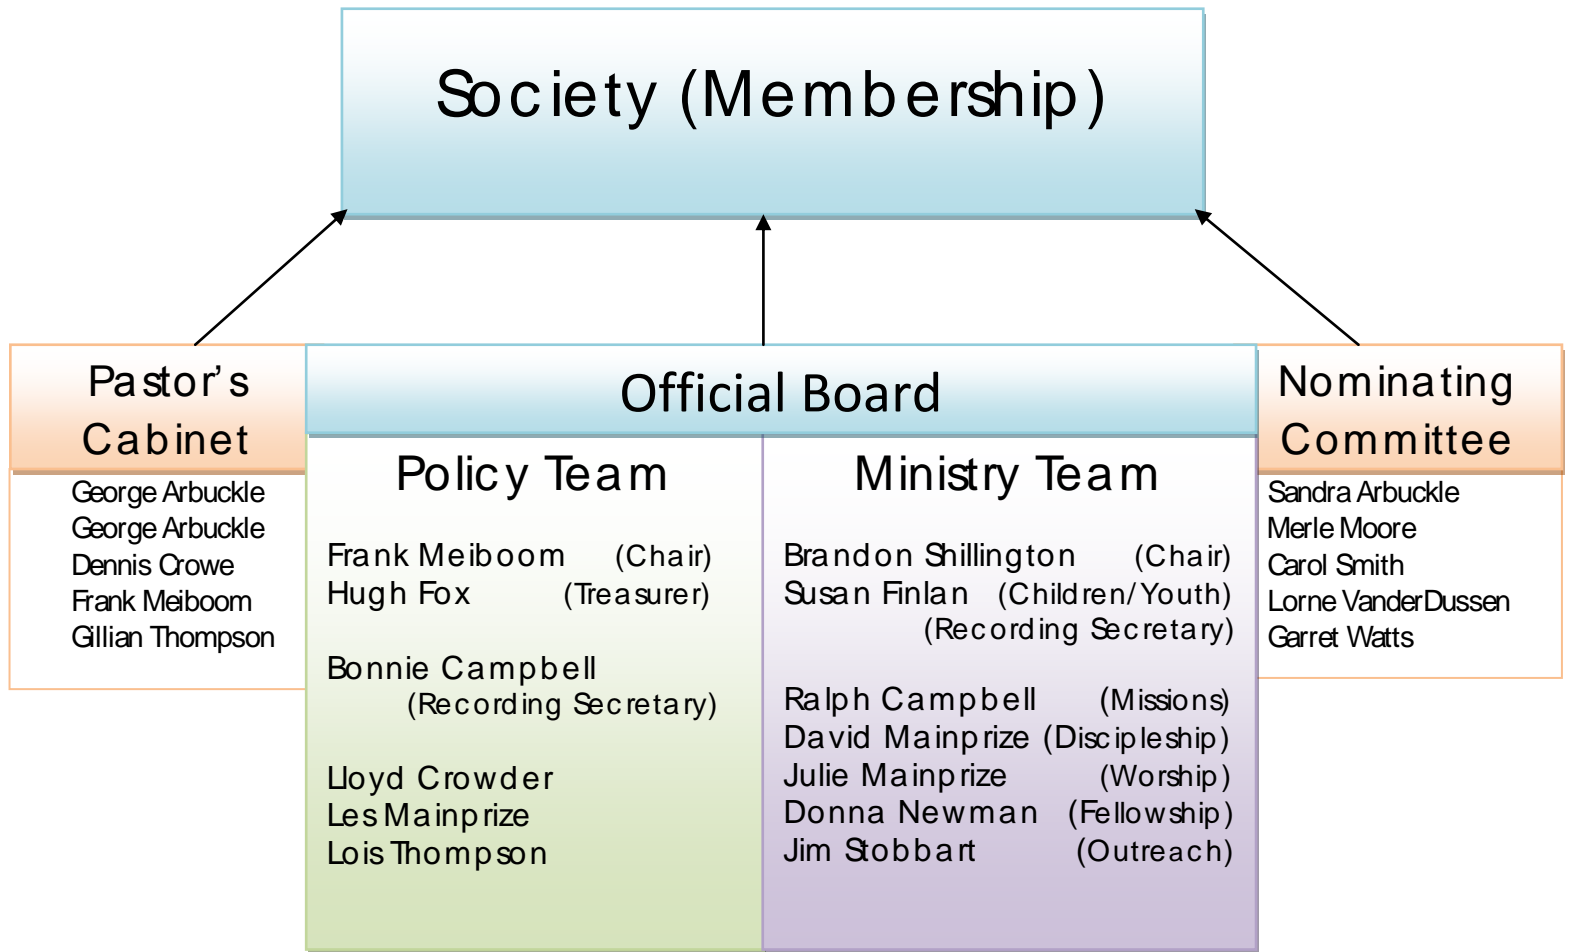 Society (Membership)
Pastor's
Cabinet
George Arbuckle
George Arbuckle
Dennis Crowe
Frank Meiboom
Gillian Thompson
Official Board
Policy Team
Frank Meiboom (Chair)
Hugh Fox (Treasurer)
Bonnie Campbell
(Recording Secretary)
Lloyd Crowder
Les Mainprize
Lois Thompson
Ministry Team
Brandon Shillington (Chair)
Susan Finlan (Children/Youth)
(Recording Secretary)
Ralph Campbell (Missions)
David Mainprize (Discipleship)
Julie Mainprize (Worship)
Donna Newman (Fellowship)
Jim Stobbart (Outreach)
Nominating
Committee
Sandra Arbuckle
Merle Moore
Carol Smith
Lorne VanderDussen
Garret Watts